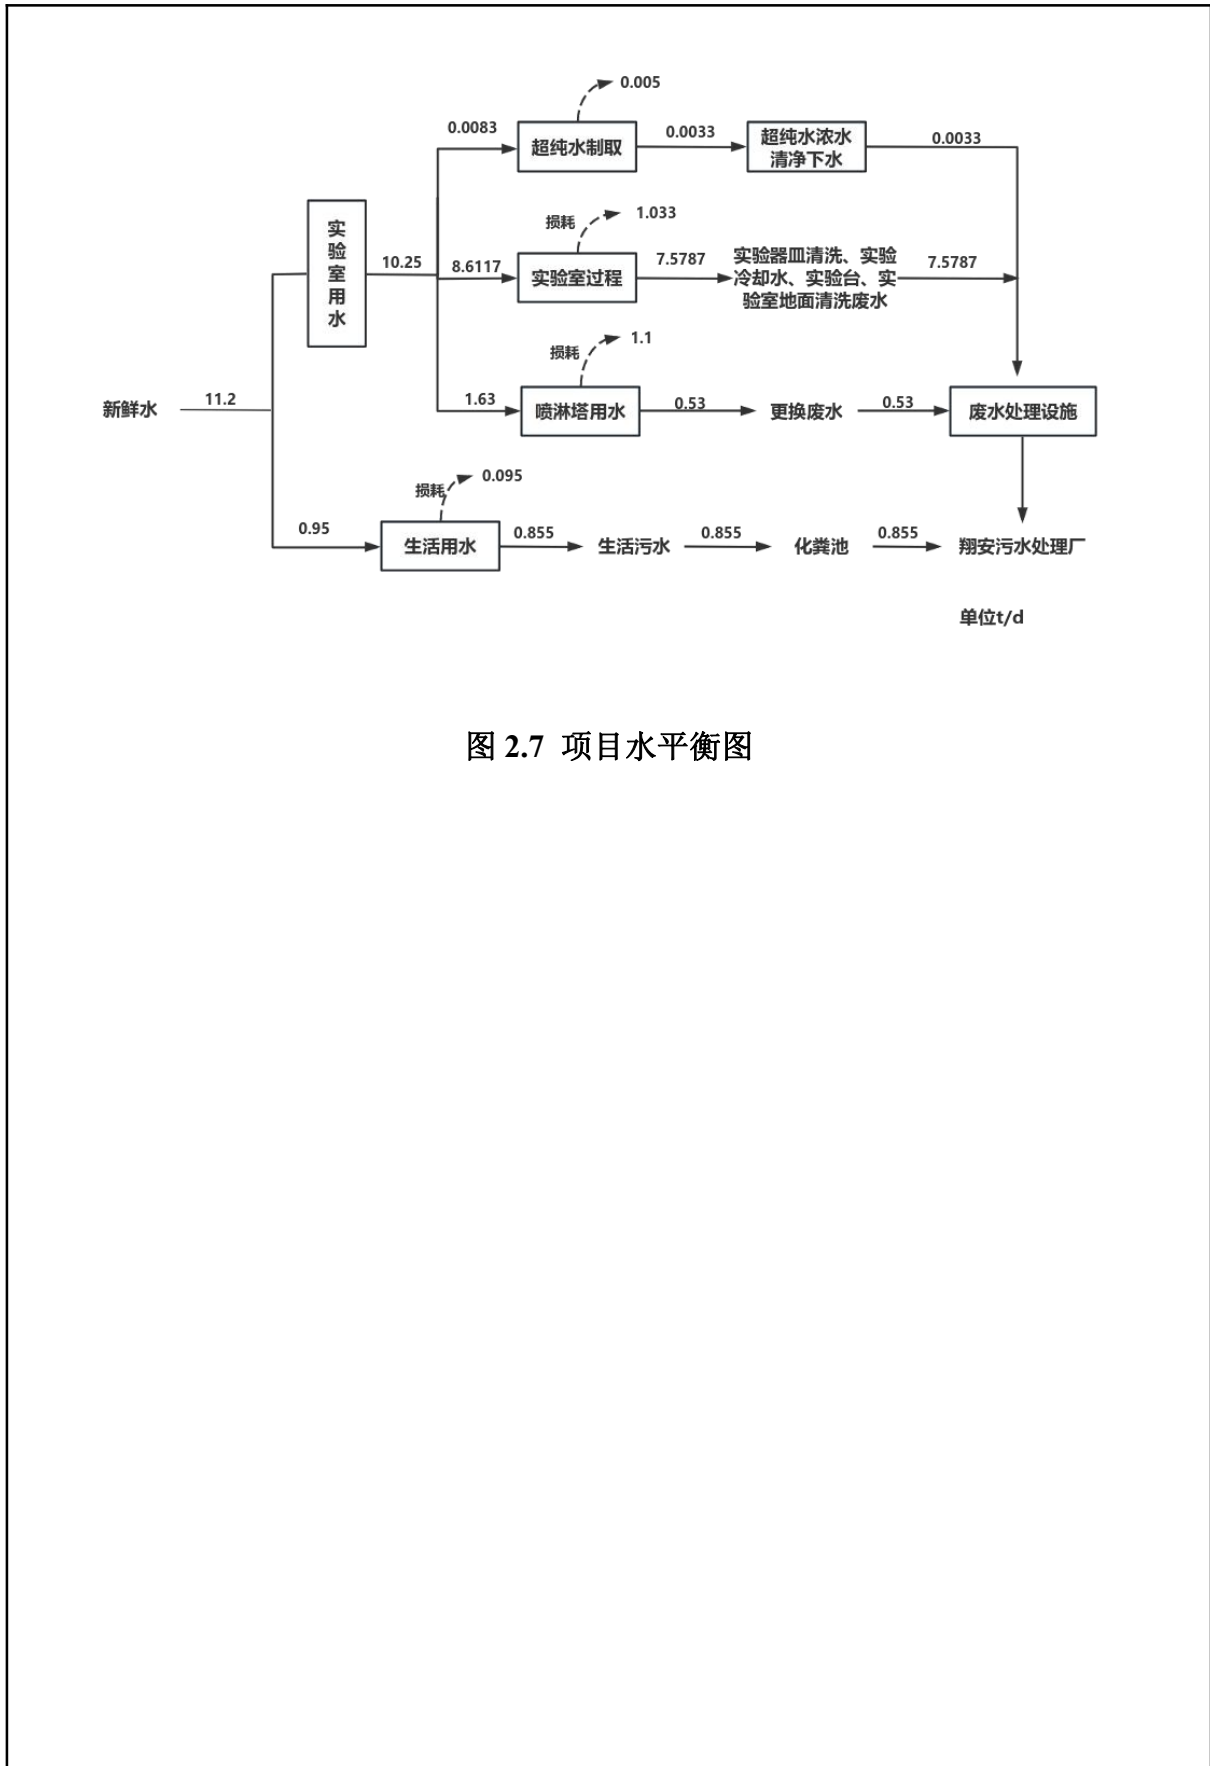 0.005
0.0083
超纯水制取
0.0033
超纯水浓水
清净下水
0.0033
实
验
室
用
水
10.25
损耗
1.033
8.6117
实验室过程
7.5787
实验器皿清洗、实验
冷却水、实验台、实
验室地面清洗废水
7.5787
损耗
1.1
新鲜水
11.2
1.63
喷淋塔用水
0.53
更换废水
0.53
废水处理设施
损耗
0.095
0.95
生活用水
0.855
生活污水
0.855
化粪池
0.855
翔安污水处理厂
单位t/d
图 2.7 项目水平衡图